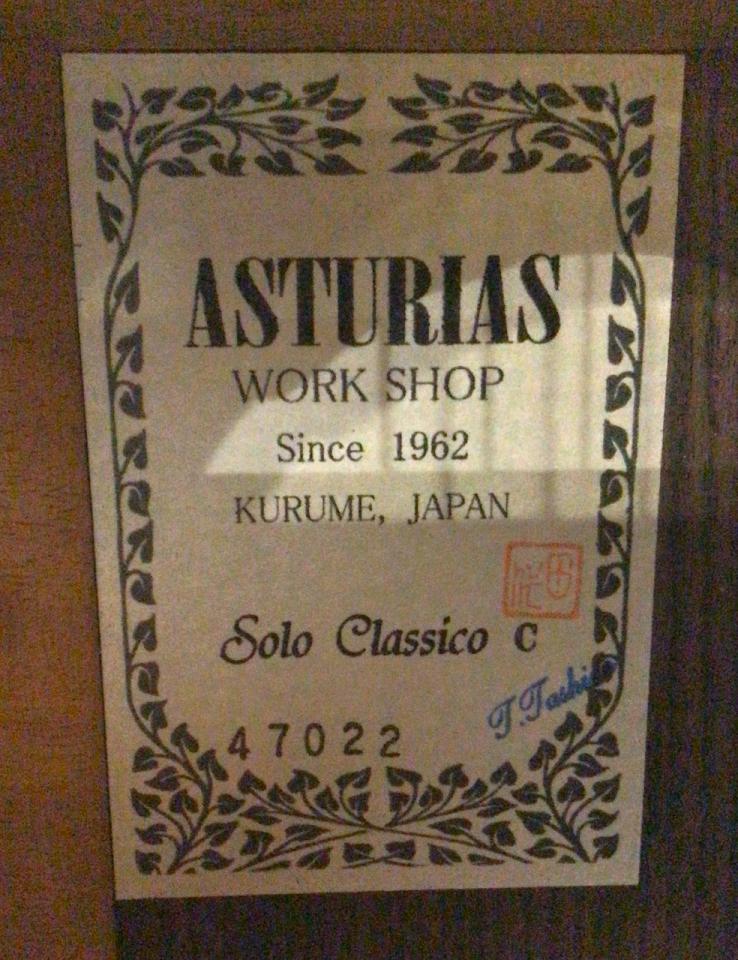 ASTURIAS
WORK SHOP
Since 1962
KURUME, JAPAN
Solo Classico C
47022